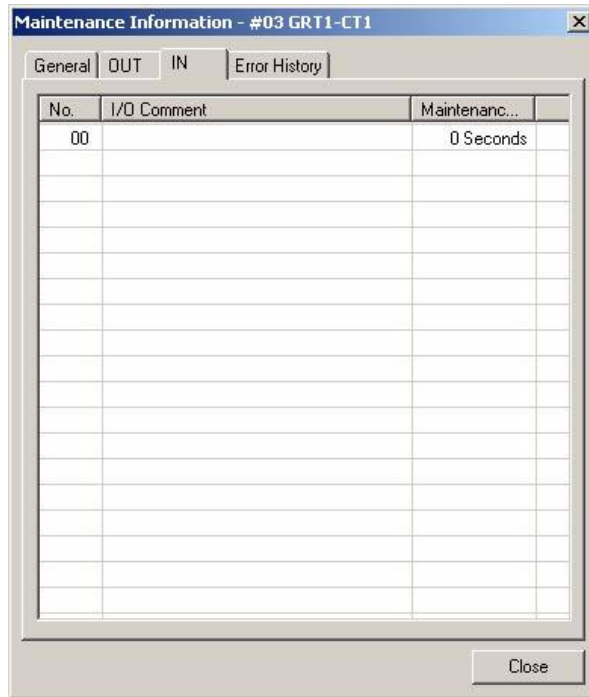 Maintenance Information - #03 GRT1-CT1
General OUT IN Error History
No. I/O Comment Maintenanc...
00 0 Seconds
Close